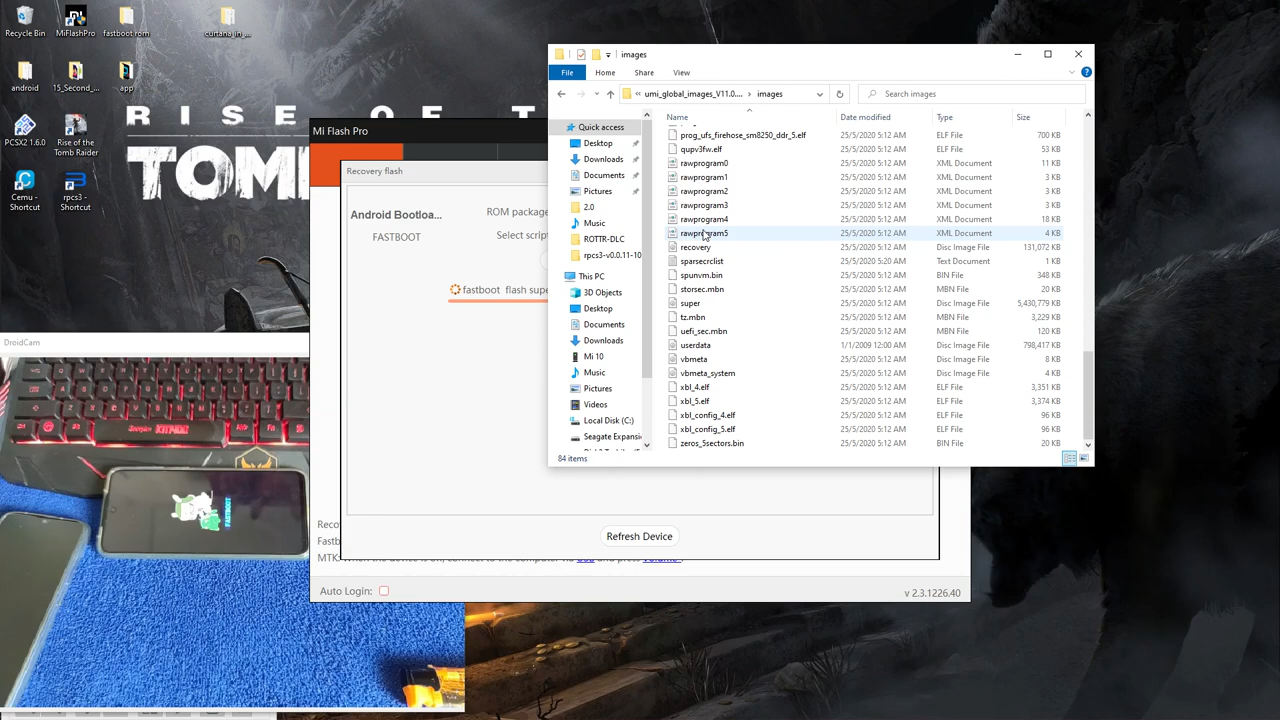 Recycle Bin
MiFlashPro
fastboot rom
curtana_in_...
android
15_Second_...
app
PCSX2 1.6.0
Rise of the
Tomb Raider
Cemu -
Shortcut
rpcs3 -
Shortcut
RISE OF T
TOM
Mi Flash Pro
Recovery flash
Android Bootloa...
FASTBOOT
ROM package
Select script
fastboot flash supe
Refresh Device
Reco
MTK: When the device is off, connect to the computer via USB and press Volume -
Auto Login:
v 2.3.1226.40
DroidCam
FASTBOOT
images
File
Home
Share
View
« umi_global_images_V11.0.... > images
Search images
Quick access
Desktop
Downloads
Documents
Pictures
2.0
Music
ROTTR-DLC
rpcs3-v0.0.11-10
This PC
3D Objects
Desktop
Documents
Downloads
Mi 10
Music
Pictures
Videos
Local Disk (C:)
Seagate Expansi
Name Date modified Type Size
prog_ufs_firehose_sm8250_ddr_5.elf 25/5/2020 5:12 AM ELF File 700 KB
qupv3fw.elf 25/5/2020 5:12 AM ELF File 53 KB
rawprogram0 25/5/2020 5:12 AM XML Document 11 KB
rawprogram1 25/5/2020 5:12 AM XML Document 3 KB
rawprogram2 25/5/2020 5:12 AM XML Document 3 KB
rawprogram3 25/5/2020 5:12 AM XML Document 3 KB
rawprogram4 25/5/2020 5:12 AM XML Document 18 KB
rawprogram5 25/5/2020 5:12 AM XML Document 4 KB
recovery 25/5/2020 5:12 AM Disc Image File 131,072 KB
sparsecrclist 25/5/2020 5:20 AM Text Document 1 KB
spunvm.bin 25/5/2020 5:12 AM BIN File 348 KB
storsec.mbn 25/5/2020 5:12 AM MBN File 20 KB
super 25/5/2020 5:12 AM Disc Image File 5,430,779 KB
tz.mbn 25/5/2020 5:12 AM MBN File 3,229 KB
uefi_sec.mbn 25/5/2020 5:12 AM MBN File 120 KB
userdata 1/1/2009 12:00 AM Disc Image File 798,417 KB
vbmeta 25/5/2020 5:12 AM Disc Image File 8 KB
vbmeta_system 25/5/2020 5:12 AM Disc Image File 4 KB
xbl_4.elf 25/5/2020 5:12 AM ELF File 3,351 KB
xbl_5.elf 25/5/2020 5:12 AM ELF File 3,374 KB
xbl_config_4.elf 25/5/2020 5:12 AM ELF File 96 KB
xbl_config_5.elf 25/5/2020 5:12 AM ELF File 96 KB
zeros_5sectors.bin 25/5/2020 5:12 AM BIN File 20 KB
84 items